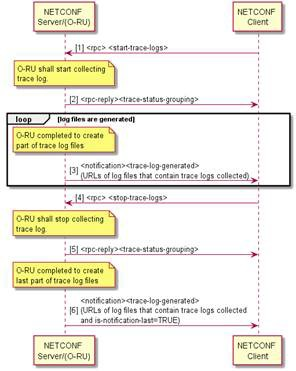 NETCONF
Server/(O-RU)
NETCONF
Client
[1] <rpc> <start-trace-logs>
O-RU shall start collecting
trace log.
[2] <rpc-reply><trace-status-grouping>
loop
[log files are generated]
O-RU completed to create
part of trace log files
[3]
<notification><trace-log-generated>
(URLs of log files that contain trace logs collected)
[4] <rpc> <stop-trace-logs>
O-RU shall stop collecting
trace log.
[5] <rpc-reply><trace-status-grouping>
O-RU completed to create
last part of trace log files
<notification><trace-log-generated>
[6] (URLs of log files that contain trace logs collected
and is-notification-last=TRUE)
NETCONF
Server/(O-RU)
NETCONF
Client